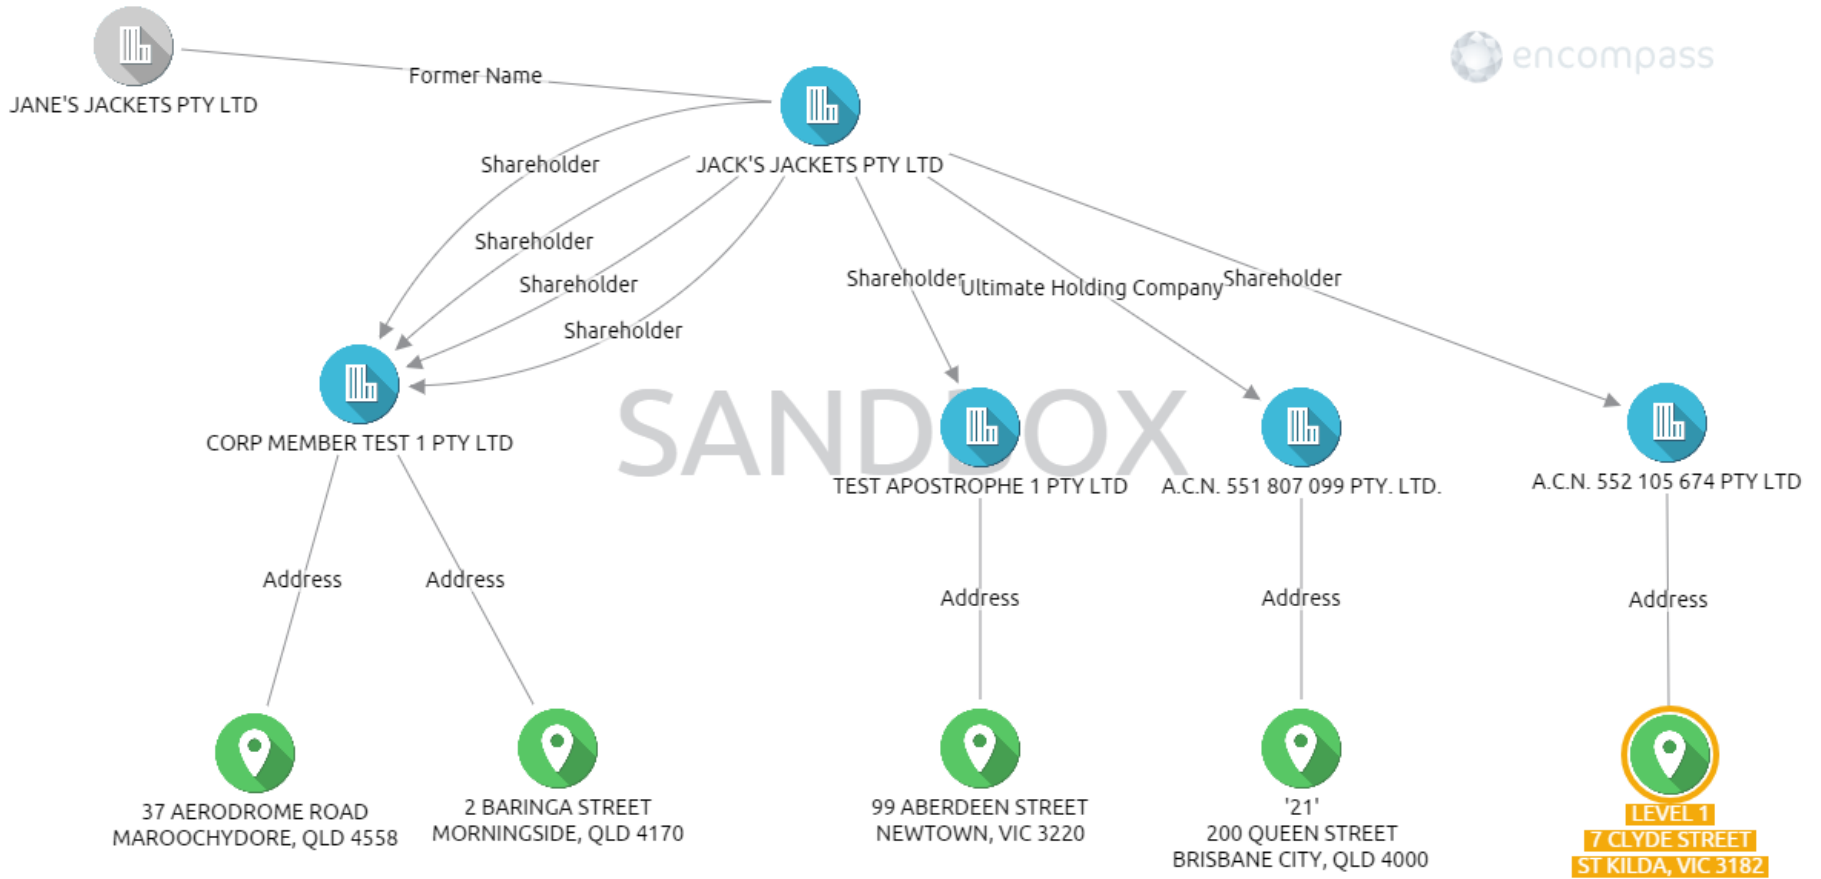 encompass
JANE'S JACKETS PTY LTD
Former Name
JACK'S JACKETS PTY LTD
Shareholder
Shareholder
Shareholder
Shareholder
Shareholder
Ultimate Holding Company
Shareholder
SANDBOX
CORP MEMBER TEST 1 PTY LTD
TEST APOSTROPHE 1 PTY LTD
A.C.N. 551 807 099 PTY. LTD.
A.C.N. 552 105 674 PTY LTD
Address
Address
Address
Address
Address
37 AERODROME ROAD
MAROOCHYDORE, QLD 4558
2 BARINGA STREET
MORNINGSIDE, QLD 4170
99 ABERDEEN STREET
NEWTOWN, VIC 3220
'21'
200 QUEEN STREET
BRISBANE CITY, QLD 4000
LEVEL 1
7 CLYDE STREET
ST KILDA, VIC 3182